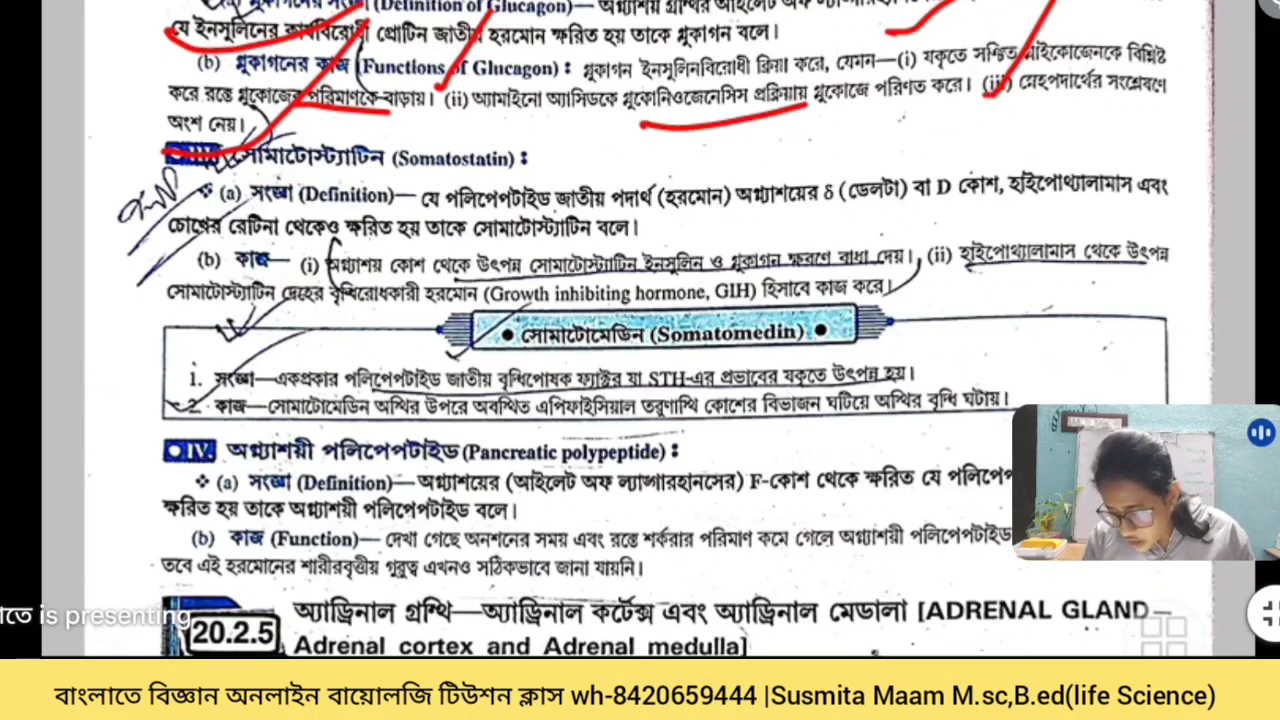 (Definition of Glucagon)—
যে ইনসুলিনের কার্যবিরোধী প্রোটিন জাতীয় হরমোন ক্ষরিত হয় তাকে গ্লুকাগন বলে।
(b) গ্লুকাগনের কাজ (Functions of Glucagon) : গ্লুকাগন ইনসুলিনবিরোধী ক্রিয়া করে, যেমন—(i) যকৃতে সঞ্চিত গ্লাইকোজেনকে বিশ্লিষ্ট
করে রক্তে গ্লুকোজের পরিমাণকে বাড়ায়। (ii) অ্যামাইনো অ্যাসিডকে গ্লুকোনিওজেনেসিস প্রক্রিয়ায় গ্লুকোজে পরিণত করে। (iii) স্নেহপদার্থের সংশ্লেষণে
অংশ নেয়।
সোমাটোস্ট্যাটিন (Somatostatin) :
❖ (a) সংজ্ঞা (Definition)— যে পলিপেপটাইড জাতীয় পদার্থ (হরমোন) অগ্ন্যাশয়ের δ (ডেলটা) বা D কোশ, হাইপোথ্যালামাস এবং
চোখের রেটিনা থেকেও ক্ষরিত হয় তাকে সোমাটোস্ট্যাটিন বলে।
(b) কাজ— (i) অগ্ন্যাশয় কোশ থেকে উৎপন্ন সোমাটোস্ট্যাটিন ইনসুলিন ও গ্লুকাগন ক্ষরণে বাধা দেয়। (ii) হাইপোথ্যালামাস থেকে উৎপন্ন
সোমাটোস্ট্যাটিন দেহের বৃদ্ধিরোধকারী হরমোন (Growth inhibiting hormone, GIH) হিসাবে কাজ করে।
● সোমাটোমেডিন (Somatomedin) ●
1. সংজ্ঞা—একপ্রকার পলিপেপটাইড জাতীয় বৃদ্ধিপোষক ফ্যাক্টর যা STH-এর প্রভাবের যকৃতে উৎপন্ন হয়।
2. কাজ—সোমাটোমেডিন অস্থির উপরে অবস্থিত এপিফাইসিয়াল তরুণাস্থি কোশের বিভাজন ঘটিয়ে অস্থির বৃদ্ধি ঘটায়।
● IV অগ্ন্যাশয়ী পলিপেপটাইড (Pancreatic polypeptide) :
❖ (a) সংজ্ঞা (Definition)—অগ্ন্যাশয়ের (আইলেট অফ ল্যাঙ্গারহানসের) F-কোশ থেকে ক্ষরিত যে পলিপেপ
ক্ষরিত হয় তাকে অগ্ন্যাশয়ী পলিপেপটাইড বলে।
(b) কাজ (Function)— দেখা গেছে অনশনের সময় এবং রক্তে শর্করার পরিমাণ কমে গেলে অগ্ন্যাশয়ী পলিপেপটাইড
তবে এই হরমোনের শারীরবৃত্তীয় গুরুত্ব এখনও সঠিকভাবে জানা যায়নি।
20.2.5 অ্যাড্রিনাল গ্রন্থি—অ্যাড্রিনাল কর্টেক্স এবং অ্যাড্রিনাল মেডালা [ADRENAL GLAND—
Adrenal cortex and Adrenal medulla]
াতে is presenting
বাংলাতে বিজ্ঞান অনলাইন বায়োলজি টিউশন ক্লাস wh-8420659444 |Susmita Maam M.sc,B.ed(life Science)